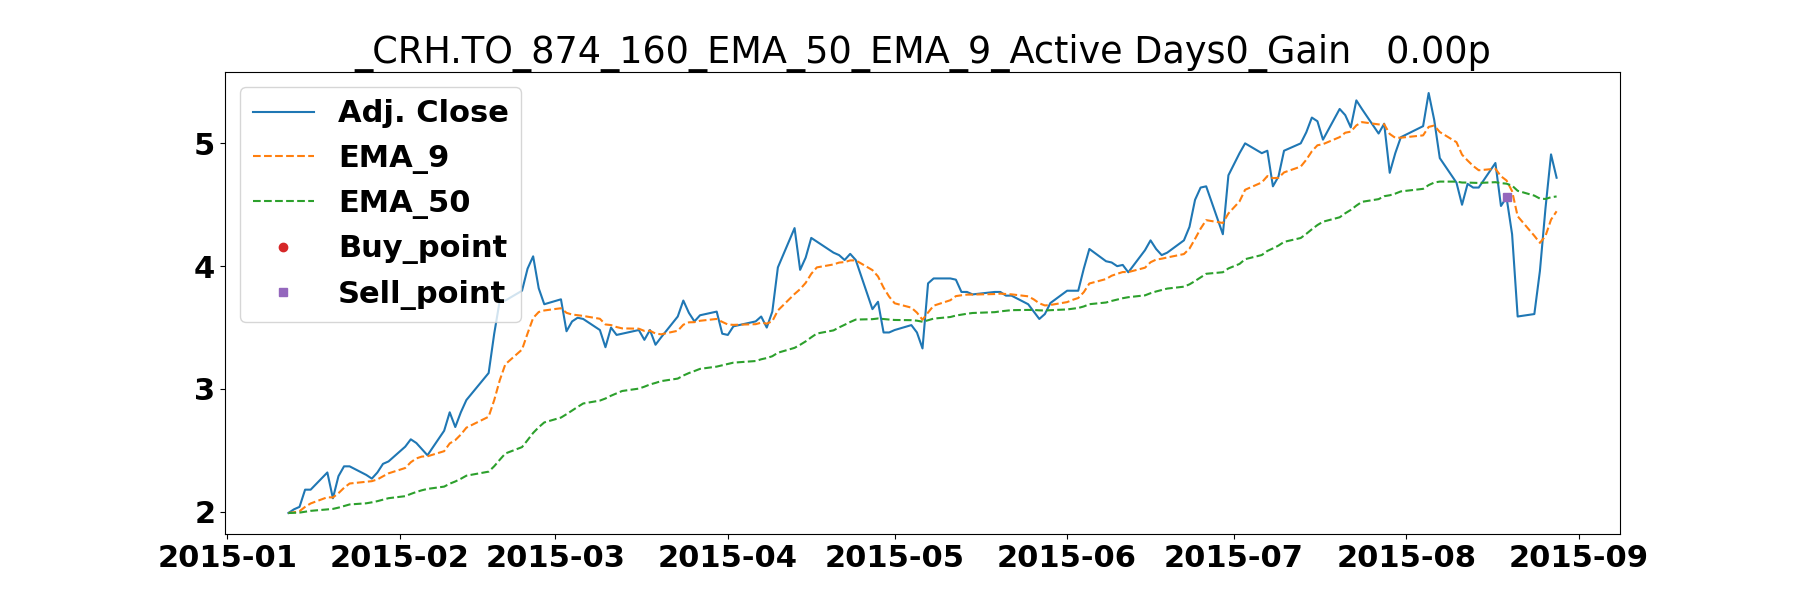 _CRH.TO_874_160_EMA_50_EMA_9_Active Days0_Gain   0.00p
Adj. Close
EMA_9
EMA_50
Buy_point
Sell_point
5
4
3
2
2015-01 2015-02 2015-03 2015-04 2015-05 2015-06 2015-07 2015-08 2015-09